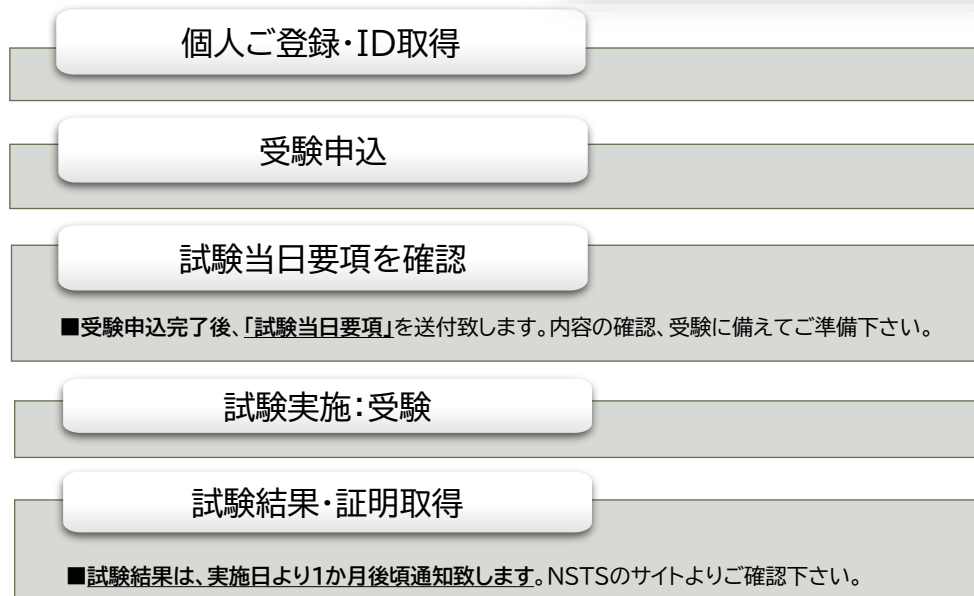 個人ご登録・ID取得
受験申込
試験当日要項を確認
■受験申込完了後、「試験当日要項」を送付致します。内容の確認、受験に備えてご準備下さい。
試験実施：受験
試験結果・証明取得
■試験結果は、実施日より1か月後頃通知致します。NSTSのサイトよりご確認下さい。